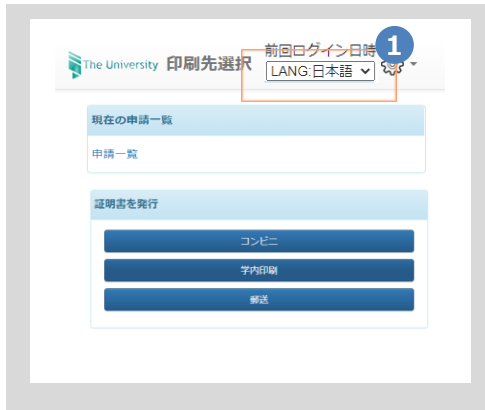 前回ログイン日時
1
The University 印刷先選択
LANG:日本語
現在の申請一覧
申請一覧
証明書を発行
コンビニ
学内印刷
郵送